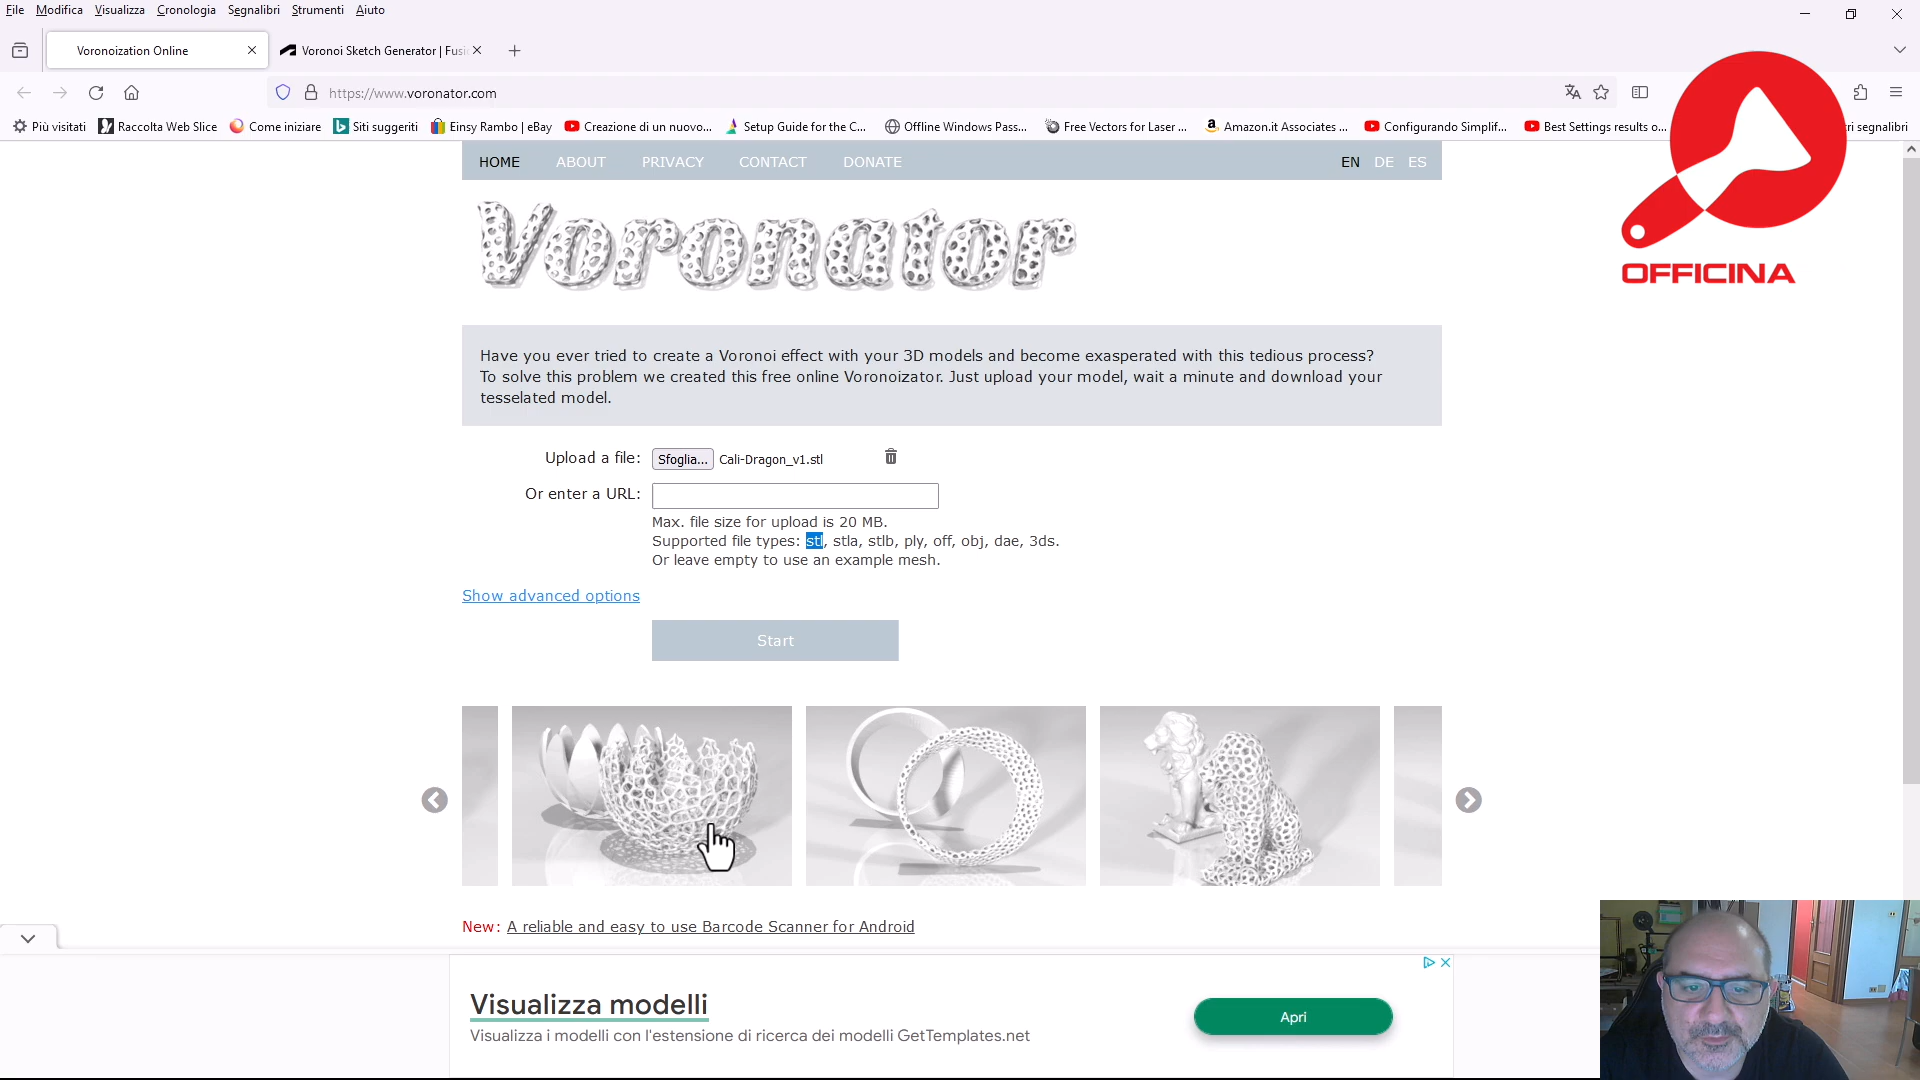 File Modifica Visualizza Cronologia Segnalibri Strumenti Aiuto
Voronoization Online
Voronoi Sketch Generator | Fusi
https://www.voronator.com
Più visitati
Raccolta Web Slice
Come iniziare
Siti suggeriti
Einsy Rambo | eBay
Creazione di un nuovo...
Setup Guide for the C...
Offline Windows Pass...
Free Vectors for Laser ...
Amazon.it Associates ...
Configurando Simplif...
Best Settings results o...
ri segnalibri
OFFICINA
HOME ABOUT PRIVACY CONTACT DONATE EN DE ES
Voronator
Have you ever tried to create a Voronoi effect with your 3D models and become exasperated with this tedious process?
To solve this problem we created this free online Voronoizator. Just upload your model, wait a minute and download your
tesselated model.
Upload a file: Sfoglia... Cali-Dragon_v1.stl
Or enter a URL:
Max. file size for upload is 20 MB.
Supported file types: stl, stla, stlb, ply, off, obj, dae, 3ds.
Or leave empty to use an example mesh.
Show advanced options
Start
New: A reliable and easy to use Barcode Scanner for Android
Visualizza modelli
Visualizza i modelli con l'estensione di ricerca dei modelli GetTemplates.net
Apri